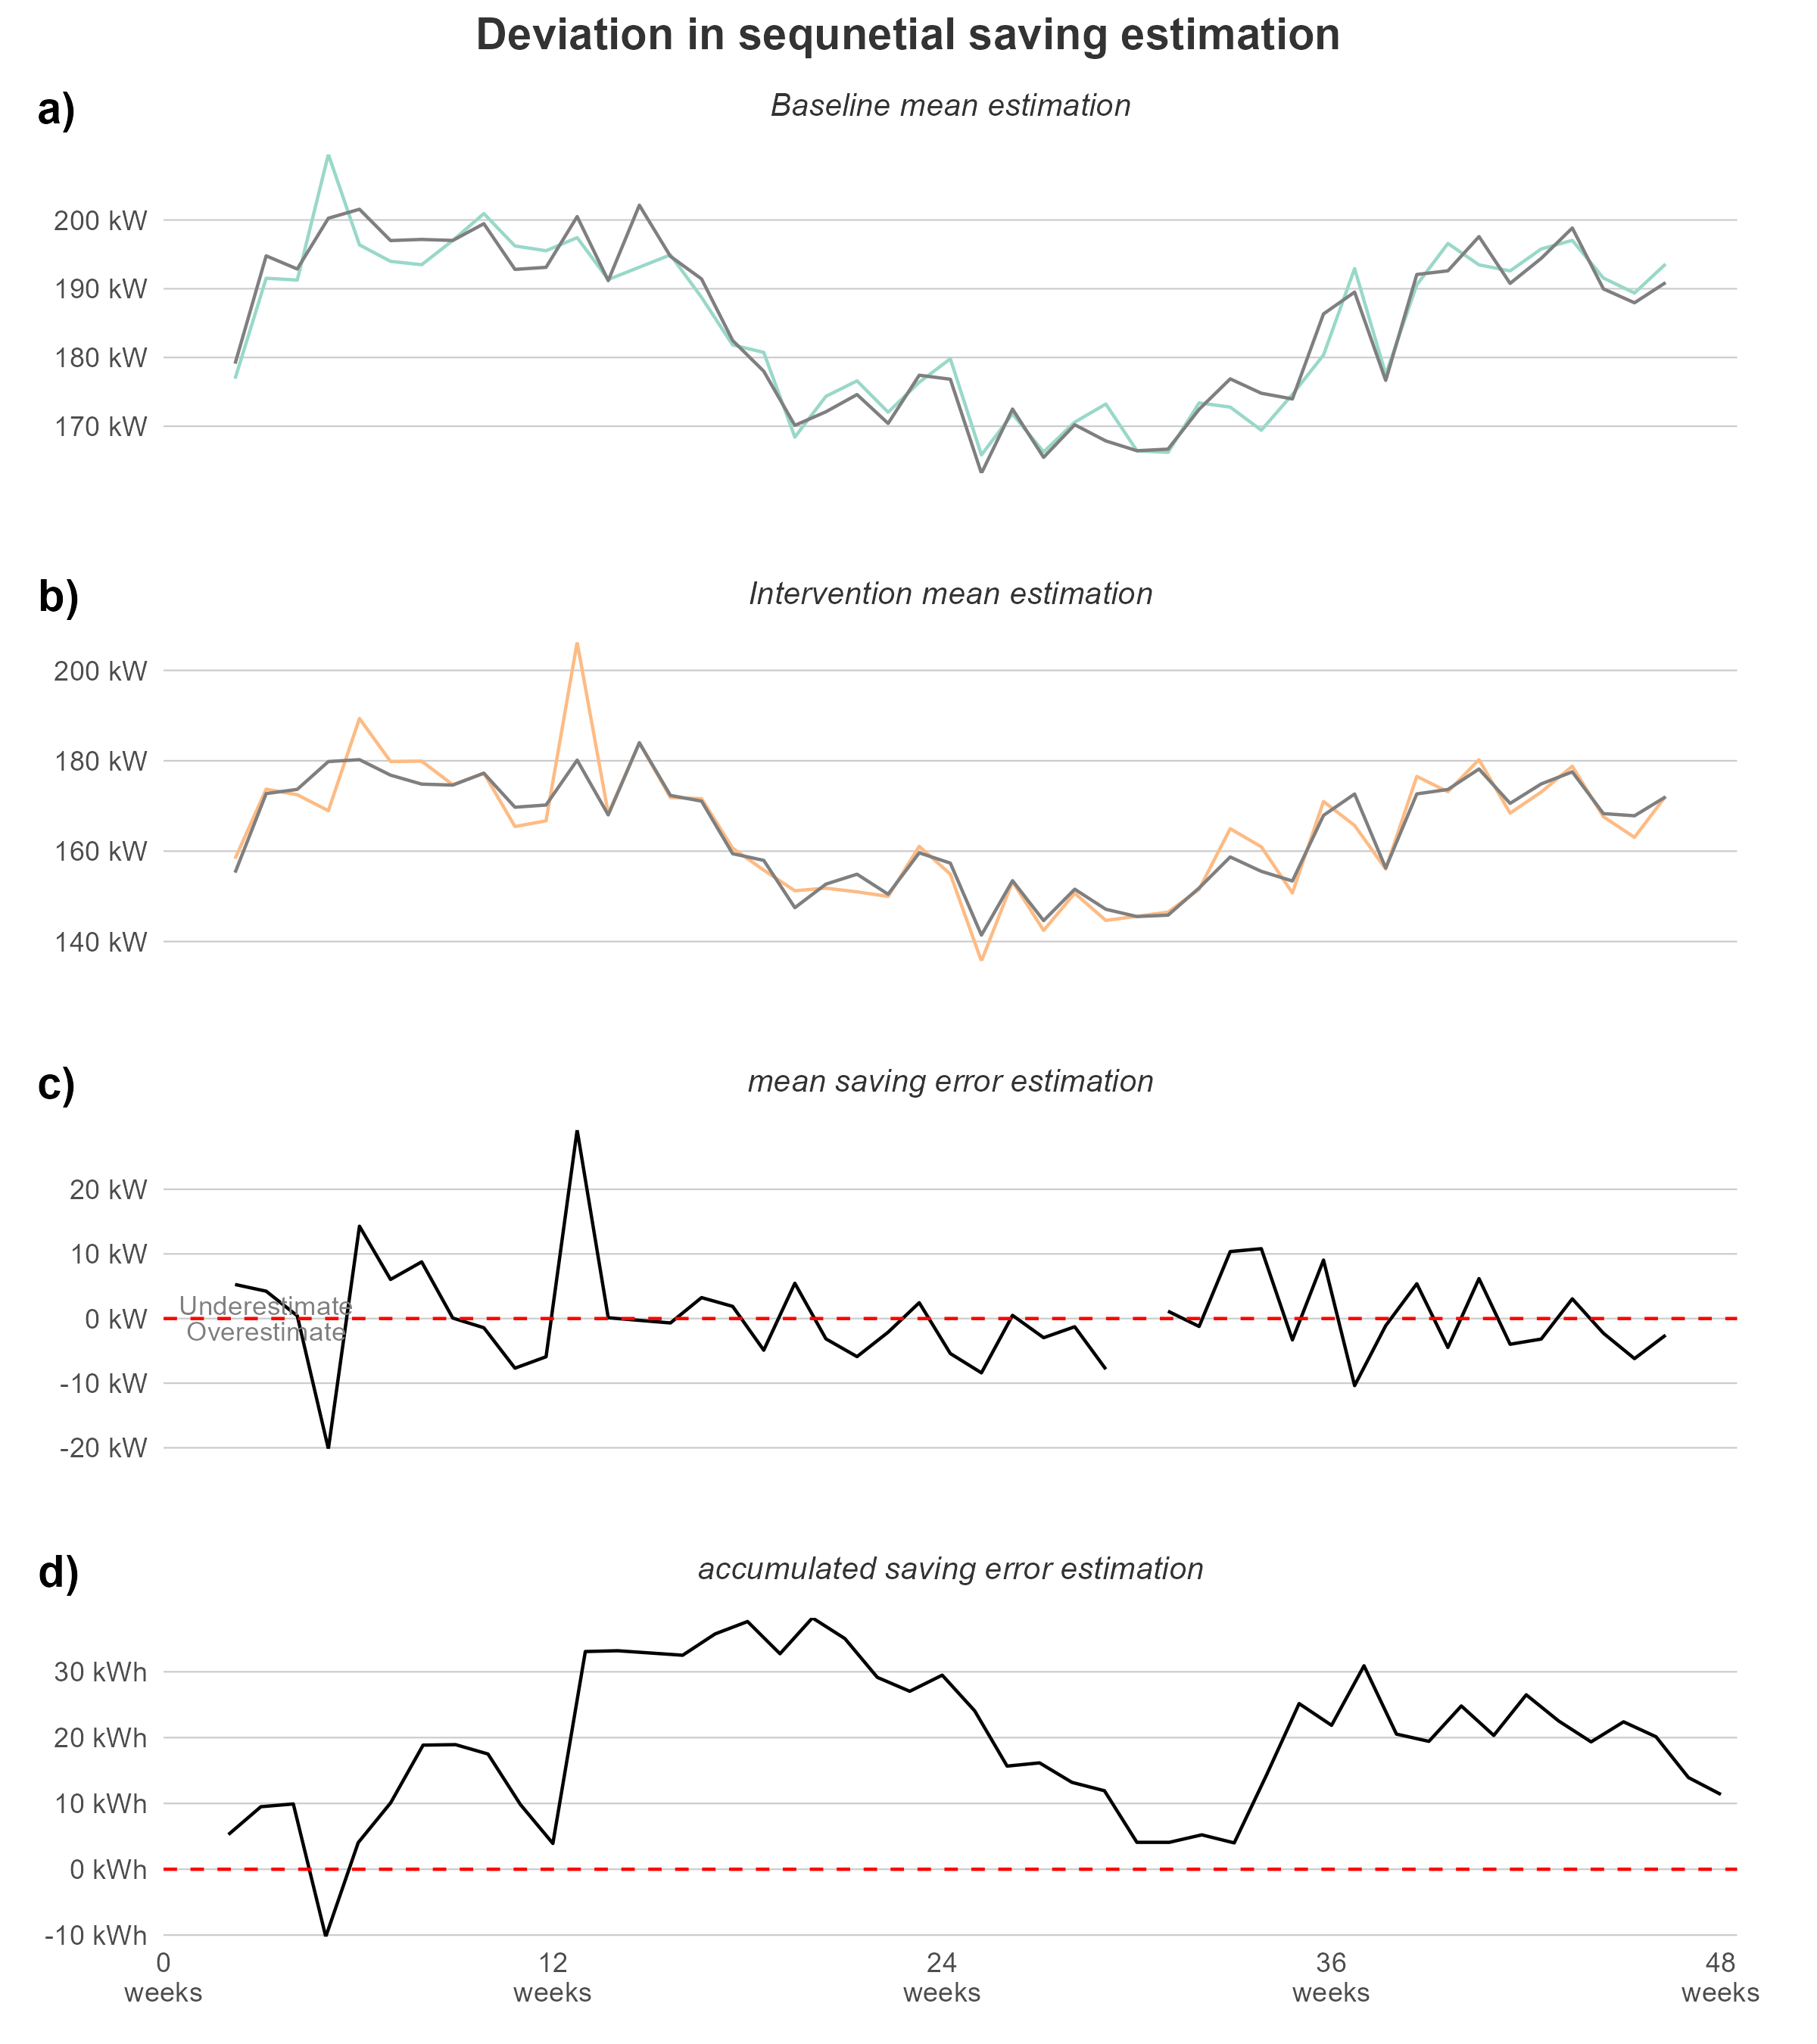 Deviation in sequnetial saving estimation
a)
Baseline mean estimation
200 kW
190 kW
180 kW
170 kW
b)
Intervention mean estimation
200 kW
180 kW
160 kW
140 kW
c)
mean saving error estimation
20 kW
10 kW
Underestimate
0 kW
Overestimate
-10 kW
-20 kW
d)
accumulated saving error estimation
30 kWh
20 kWh
10 kWh
0 kWh
-10 kWh
0 12 24 36 48
weeks weeks weeks weeks weeks